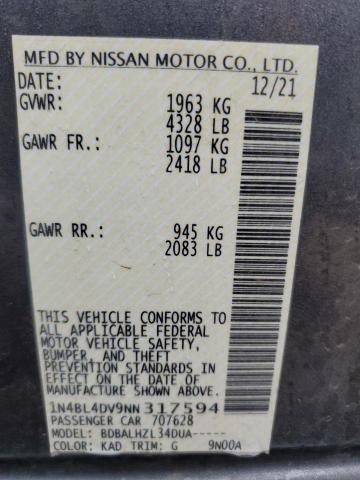 MFD BY NISSAN MOTOR CO., LTD.
DATE: 12/21
GVWR: 1963 KG
4328 LB
GAWR FR.: 1097 KG
2418 LB
GAWR RR.: 945 KG
2083 LB
THIS VEHICLE CONFORMS TO
ALL APPLICABLE FEDERAL
MOTOR VEHICLE SAFETY,
BUMPER, AND THEFT
PREVENTION STANDARDS IN
EFFECT ON THE DATE OF
MANUFACTURE SHOWN ABOVE.
1N4BL4DV9NN317594
PASSENGER CAR 707628
MODEL: BDBALHZL34DUA-----
COLOR: KAD TRIM: G 9N00A